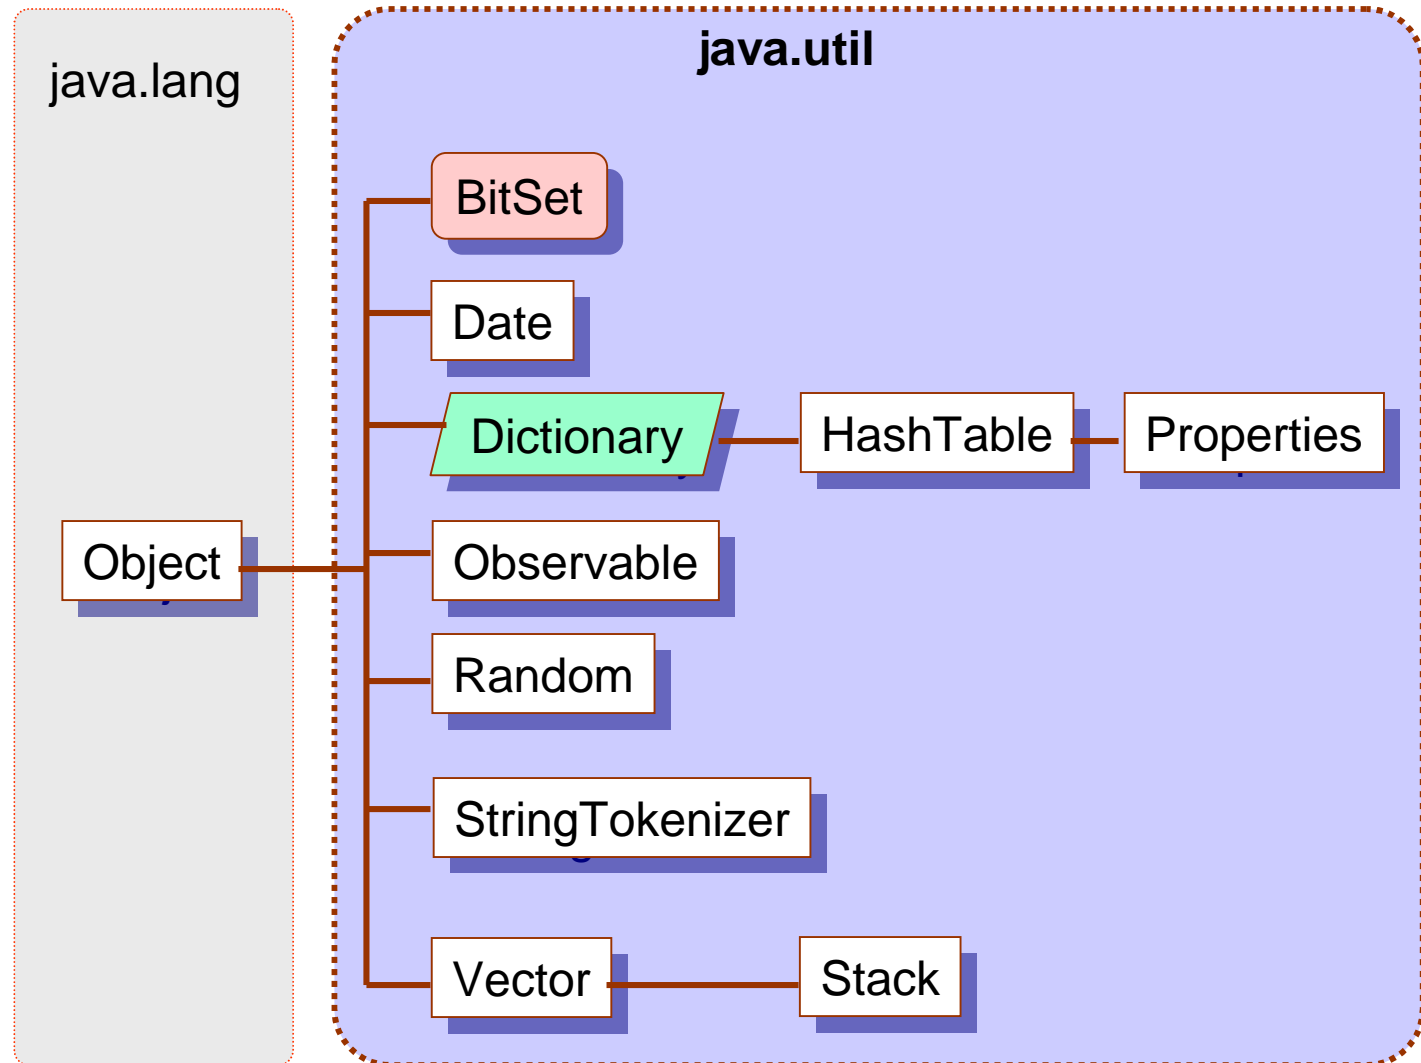 java.util
java.lang
BitSet
Date
Dictionary
HashTable
Properties
Object
Observable
Random
StringTokenizer
Vector
Stack